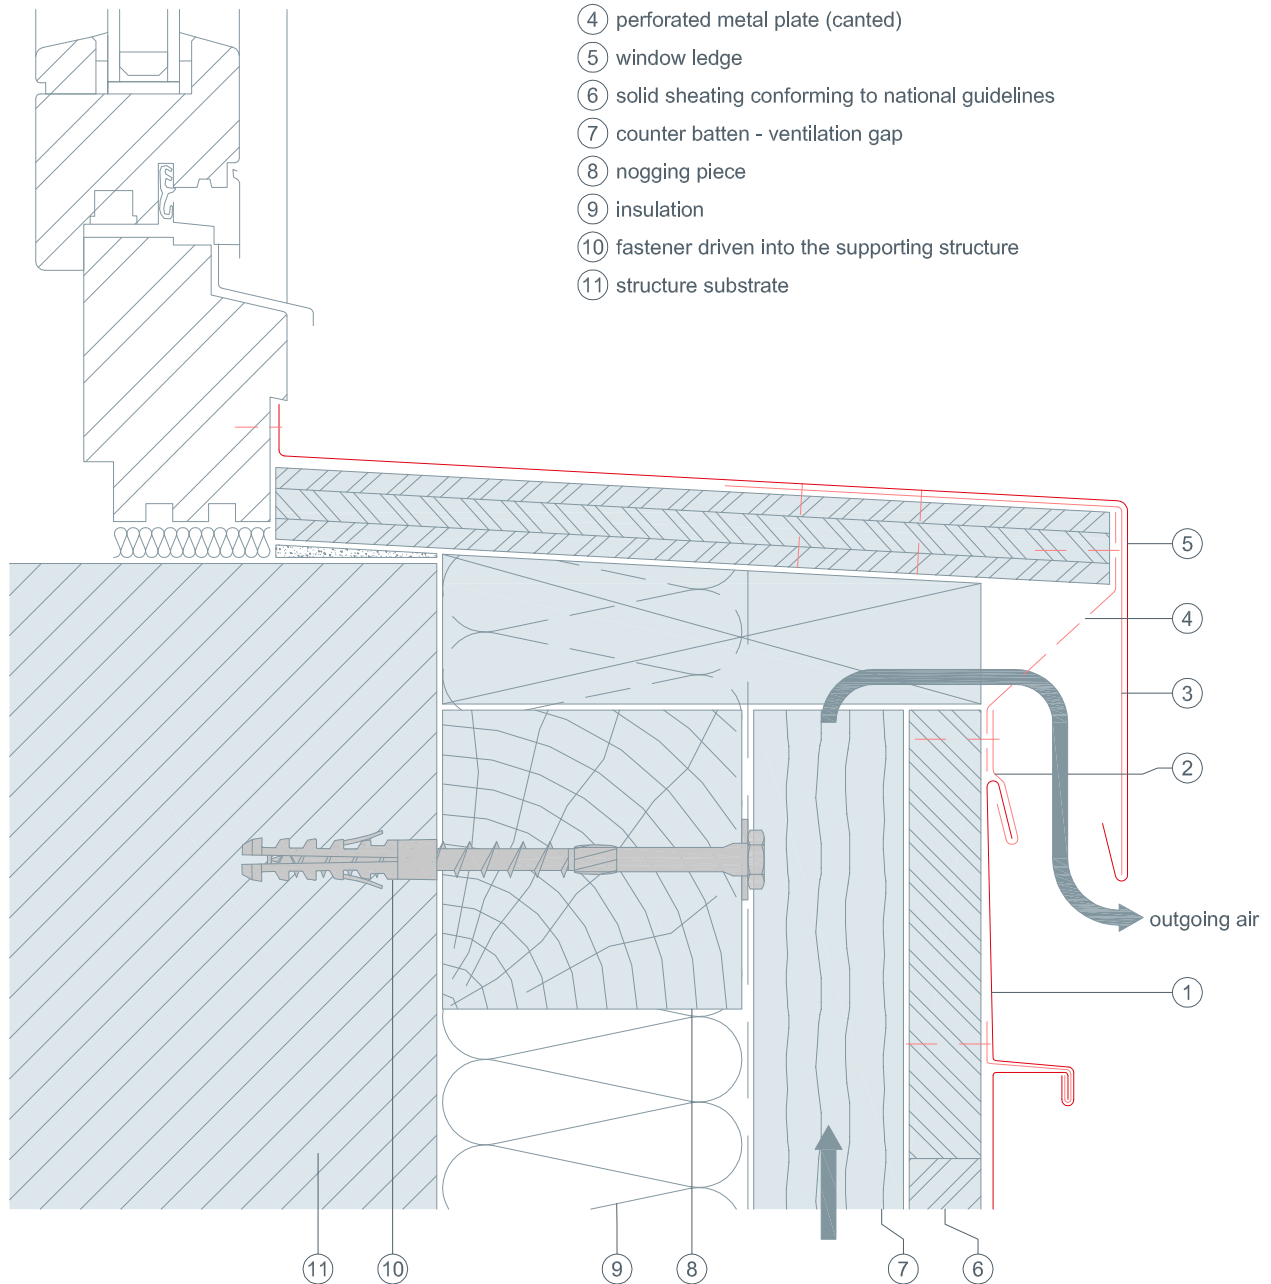 4 perforated metal plate (canted)
5 window ledge
6 solid sheating conforming to national guidelines
7 counter batten - ventilation gap
8 nogging piece
9 insulation
10 fastener driven into the supporting structure
11 structure substrate
5
4
3
2
outgoing air
1
11 10 9 8 7 6